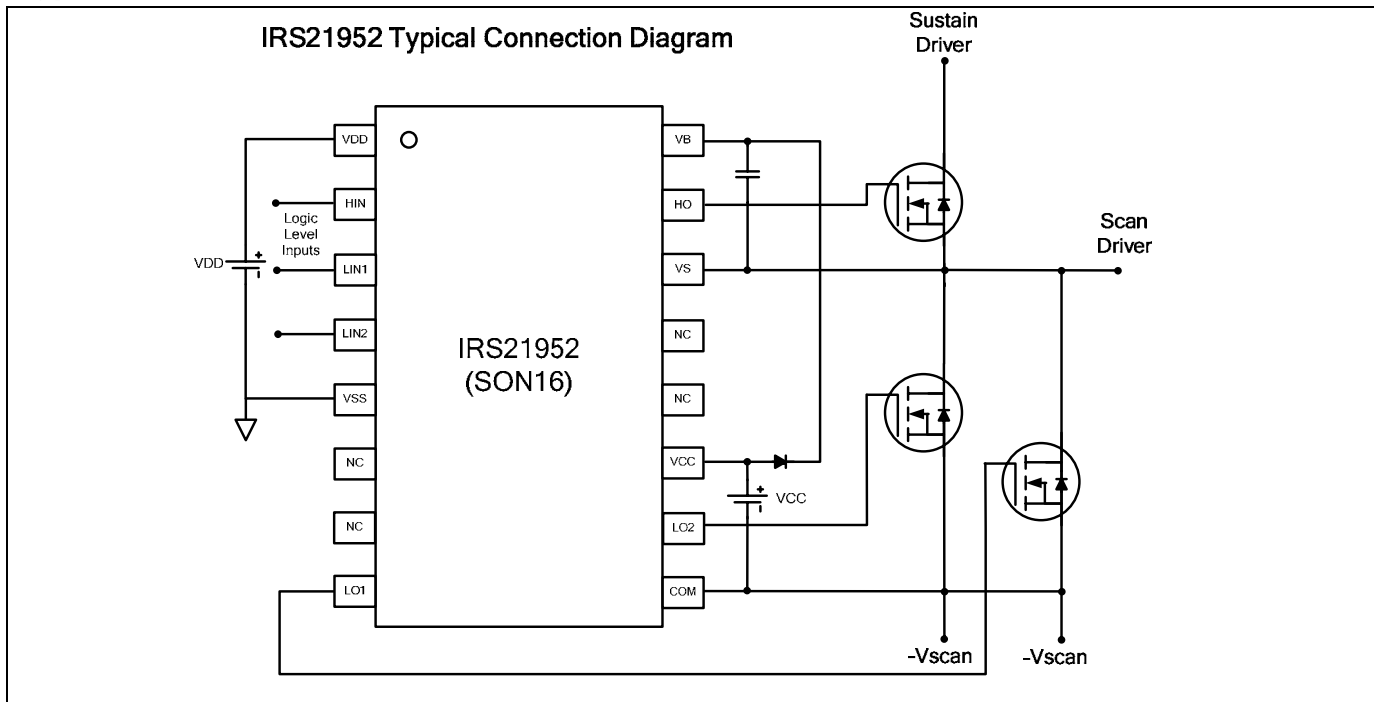 IRS21952 Typical Connection Diagram
Sustain
Driver
VDD
HIN
Logic
Level
Inputs
LIN1
VDD
+
-
LIN2
VSS
NC
NC
LO1
IRS21952
(SON16)
VB
HO
VS
NC
NC
VCC
+
-
VCC
LO2
COM
Scan
Driver
-Vscan
-Vscan